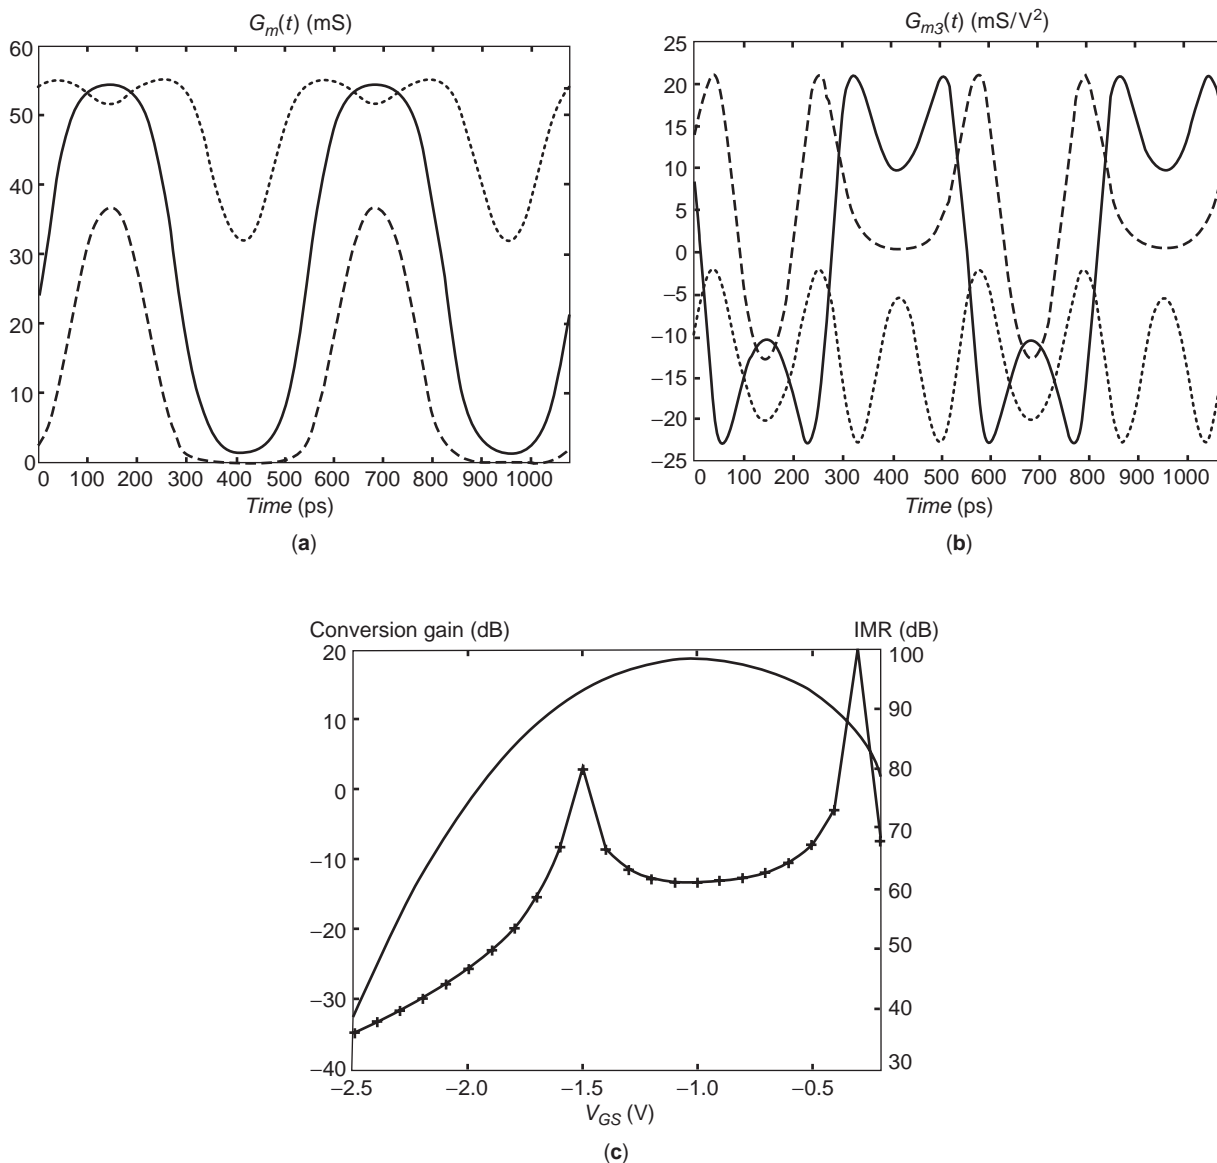 G_m(t) (mS)
60
50
40
30
20
10
0
0 100 200 300 400 500 600 700 800 900 1000
Time (ps)
(a)
G_{m3}(t) (mS/V²)
25
20
15
10
5
0
−5
−10
−15
−20
−25
0 100 200 300 400 500 600 700 800 900 1000
Time (ps)
(b)
Conversion gain (dB) IMR (dB)
20
10
0
−10
−20
−30
−40
100
90
80
70
60
50
40
30
−2.5 −2.0 −1.5 −1.0 −0.5
V_{GS} (V)
(c)